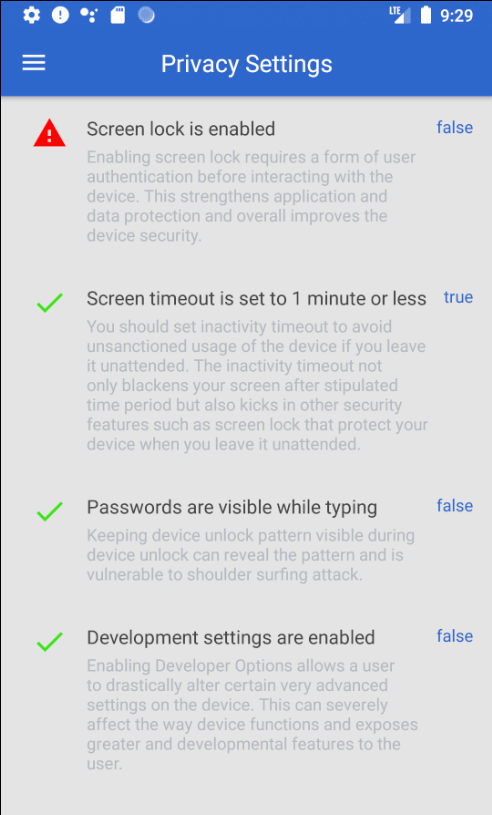 LTE 9:29
Privacy Settings
Screen lock is enabled false
Enabling screen lock requires a form of user
authentication before interacting with the
device. This strengthens application and
data protection and overall improves the
device security.
Screen timeout is set to 1 minute or less true
You should set inactivity timeout to avoid
unsanctioned usage of the device if you leave
it unattended. The inactivity timeout not
only blackens your screen after stipulated
time period but also kicks in other security
features such as screen lock that protect your
device when you leave it unattended.
Passwords are visible while typing false
Keeping device unlock pattern visible during
device unlock can reveal the pattern and is
vulnerable to shoulder surfing attack.
Development settings are enabled false
Enabling Developer Options allows a user
to drastically alter certain very advanced
settings on the device. This can severely
affect the way device functions and exposes
greater and developmental features to the
user.